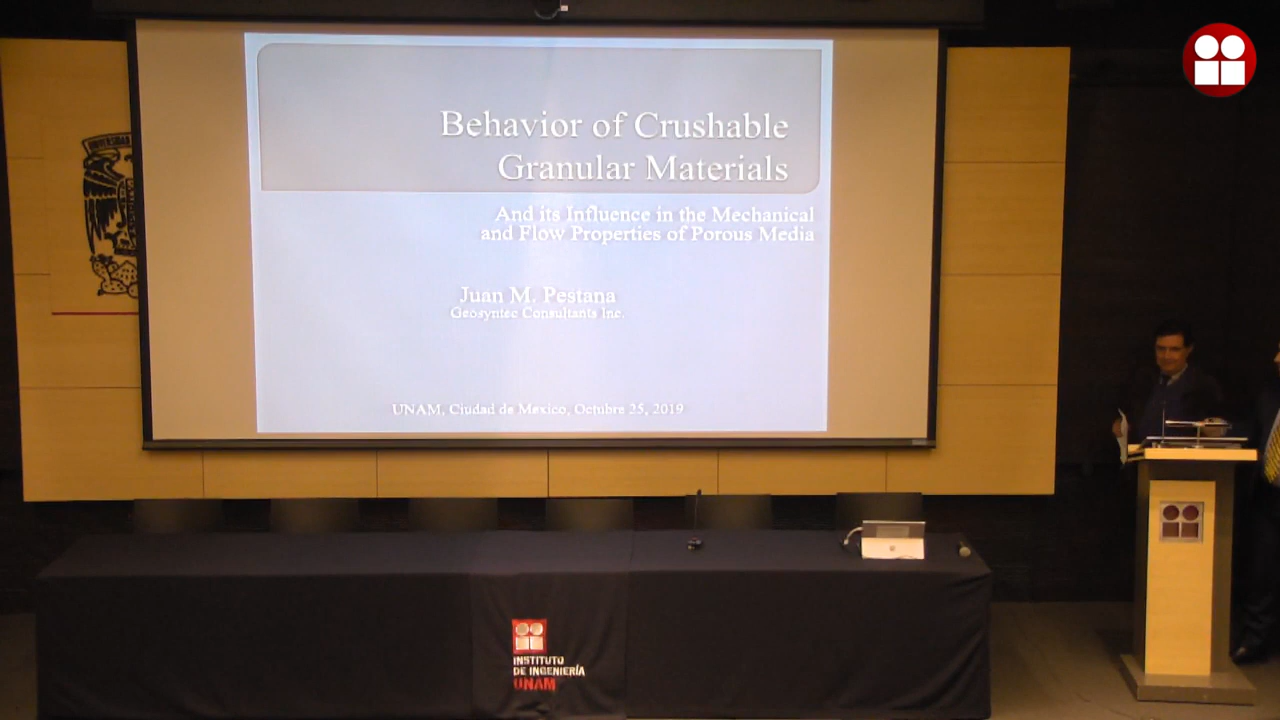 Behavior of Crushable
Granular Materials
And its Influence in the Mechanical
and Flow Properties of Porous Media
Juan M. Pestana
Geosyntec Consultants Inc.
UNAM, Ciudad de Mexico, Octubre 25, 2019
UNIVERSIDAD
INSTITUTO
DE INGENIERÍA
UNAM